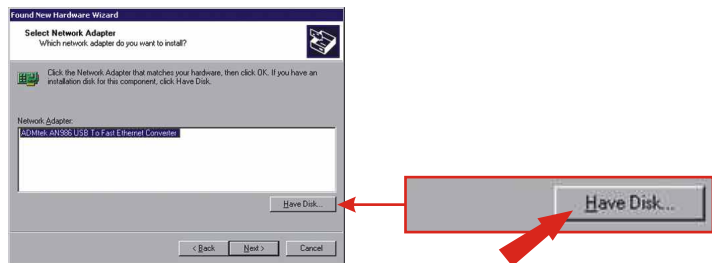 Found New Hardware Wizard
Select Network Adapter
Which network adapter do you want to install?
Click the Network Adapter that matches your hardware, then click OK. If you have an
installation disk for this component, click Have Disk.
Network Adapter:
ADMtek AN986 USB To Fast Ethernet Converter
Have Disk...
Have Disk...
< Back
Next >
Cancel